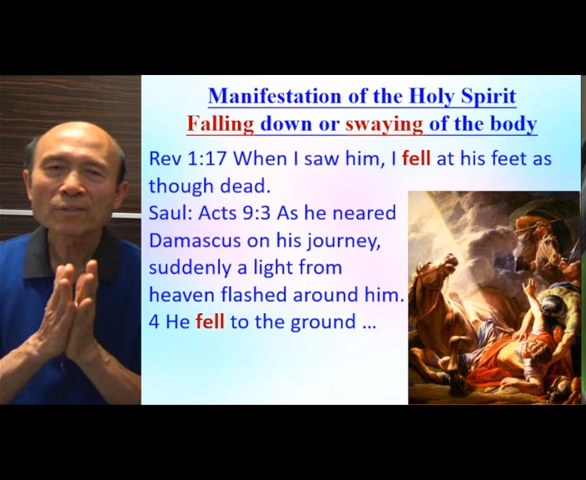 Manifestation of the Holy Spirit
Falling down or swaying of the body
Rev 1:17 When I saw him, I fell at his feet as
though dead.
Saul: Acts 9:3 As he neared
Damascus on his journey,
suddenly a light from
heaven flashed around him.
4 He fell to the ground ...